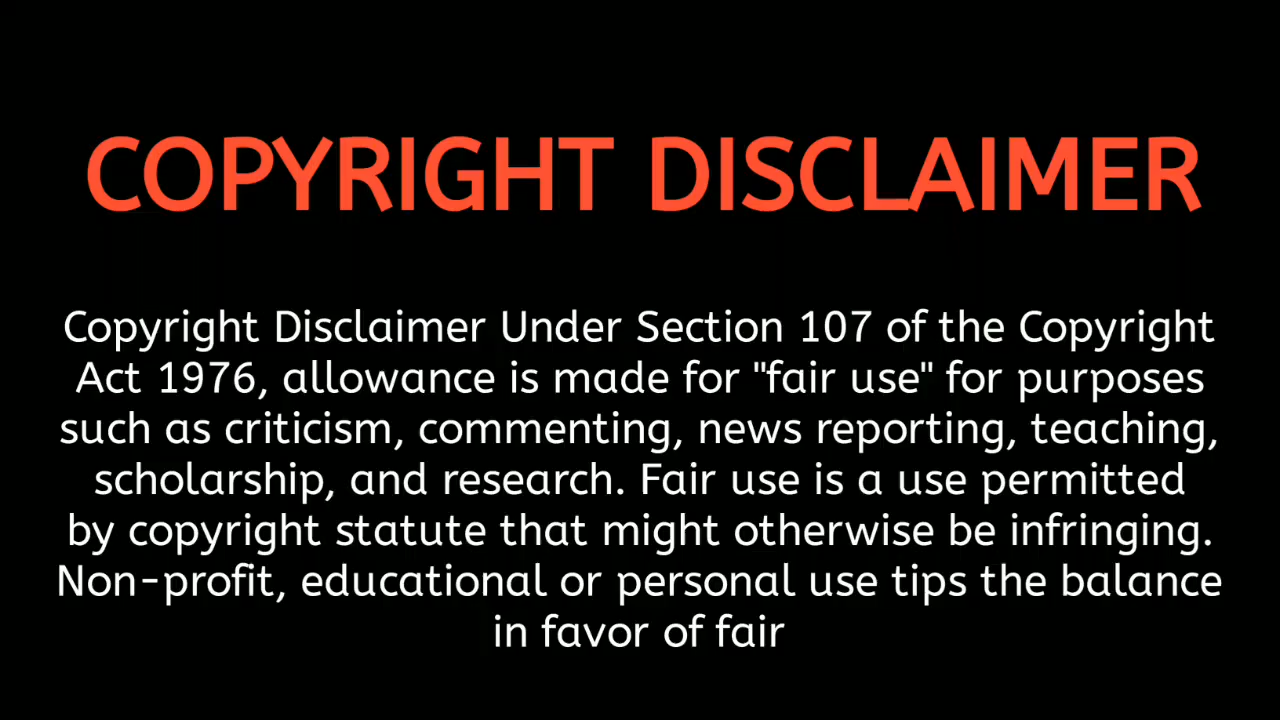 COPYRIGHT DISCLAIMER
Copyright Disclaimer Under Section 107 of the Copyright
Act 1976, allowance is made for "fair use" for purposes
such as criticism, commenting, news reporting, teaching,
scholarship, and research. Fair use is a use permitted
by copyright statute that might otherwise be infringing.
Non-profit, educational or personal use tips the balance
in favor of fair